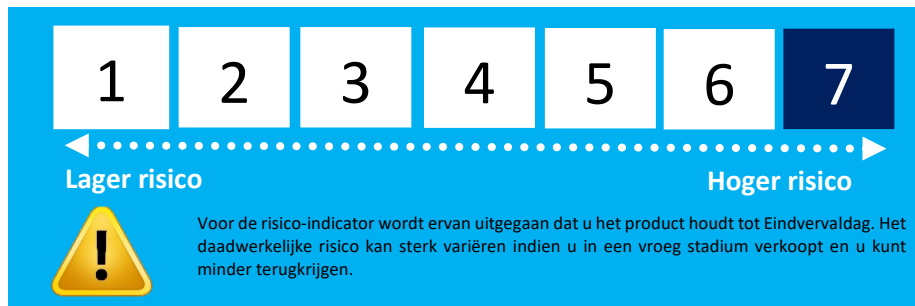 1 2 3 4 5 6 7
Lager risico Hoger risico
Voor de risico-indicator wordt ervan uitgegaan dat u het product houdt tot Eindvervaldag. Het
daadwerkelijke risico kan sterk variëren indien u in een vroeg stadium verkoopt en u kunt
minder terugkrijgen.